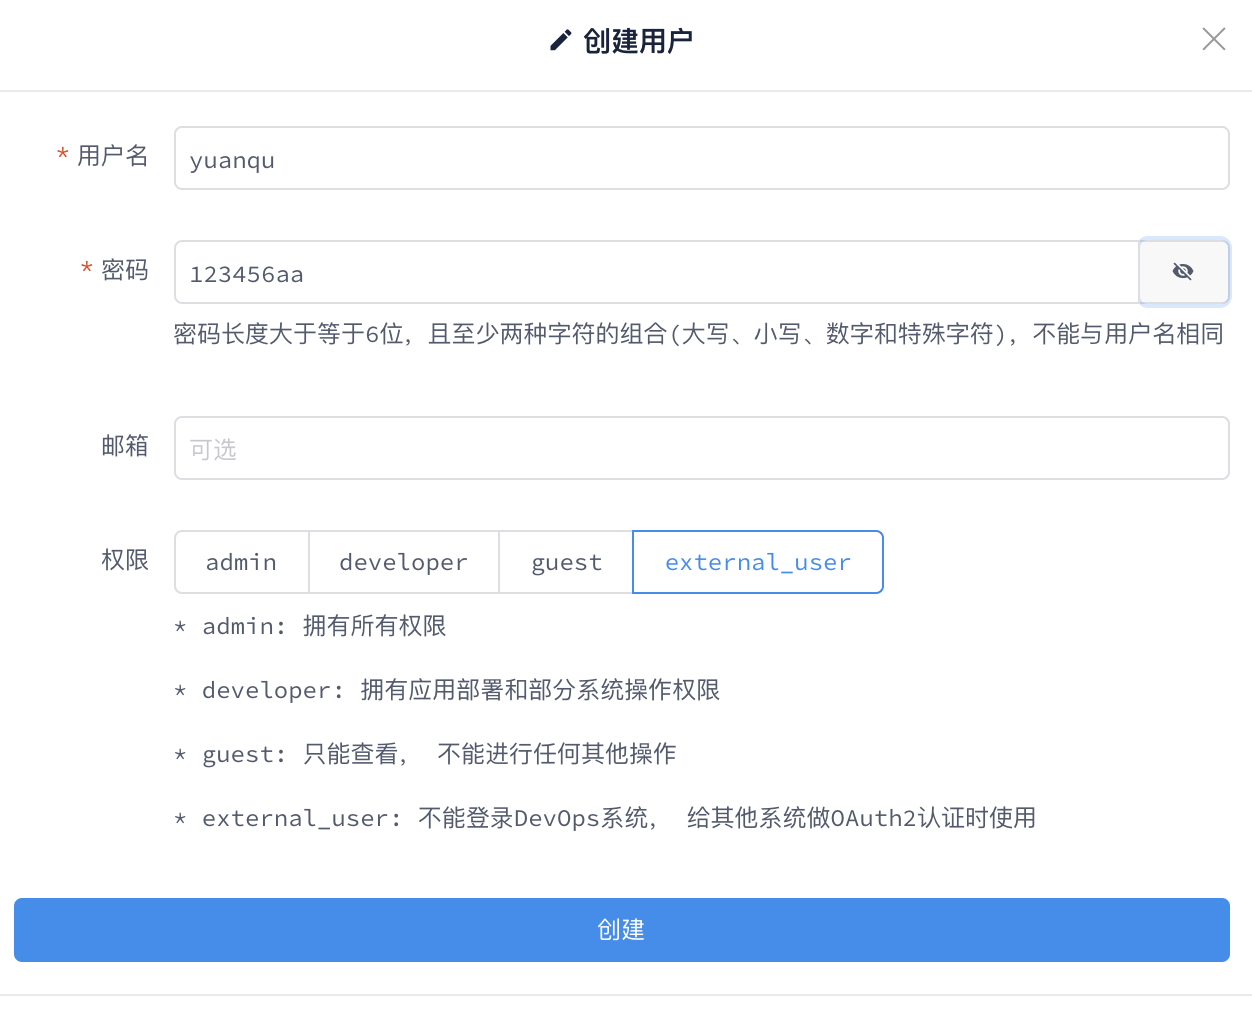 创建用户
* 用户名
yuanqu
* 密码
123456aa
密码长度大于等于6位，且至少两种字符的组合(大写、小写、数字和特殊字符)，不能与用户名相同
邮箱
可选
权限
admin developer guest external_user
* admin: 拥有所有权限
* developer: 拥有应用部署和部分系统操作权限
* guest: 只能查看， 不能进行任何其他操作
* external_user: 不能登录DevOps系统， 给其他系统做OAuth2认证时使用
创建